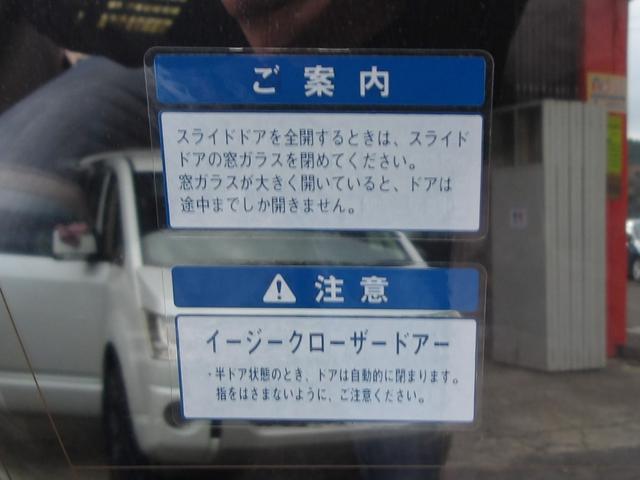 ご案内
スライドドアを全開するときは、スライド
ドアの窓ガラスを閉めてください。
窓ガラスが大きく開いていると、ドアは
途中までしか開きません。
注意
イージークローザードアー
・半ドア状態のとき、ドアは自動的に閉まります。
指をはさまないように、ご注意ください。